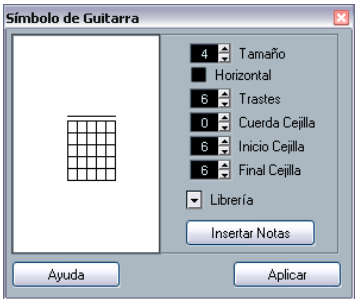 Símbolo de Guitarra
4 Tamaño
Horizontal
6 Trastes
0 Cuerda Cejilla
6 Inicio Cejilla
6 Final Cejilla
Librería
Insertar Notas
Ayuda
Aplicar